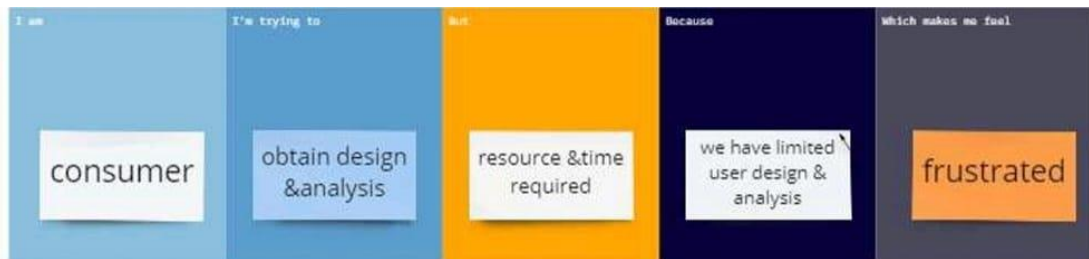 I am
consumer
I'm trying to
obtain design
&analysis
But
resource &time
required
Because
we have limited
user design &
analysis
Which makes me feel
frustrated